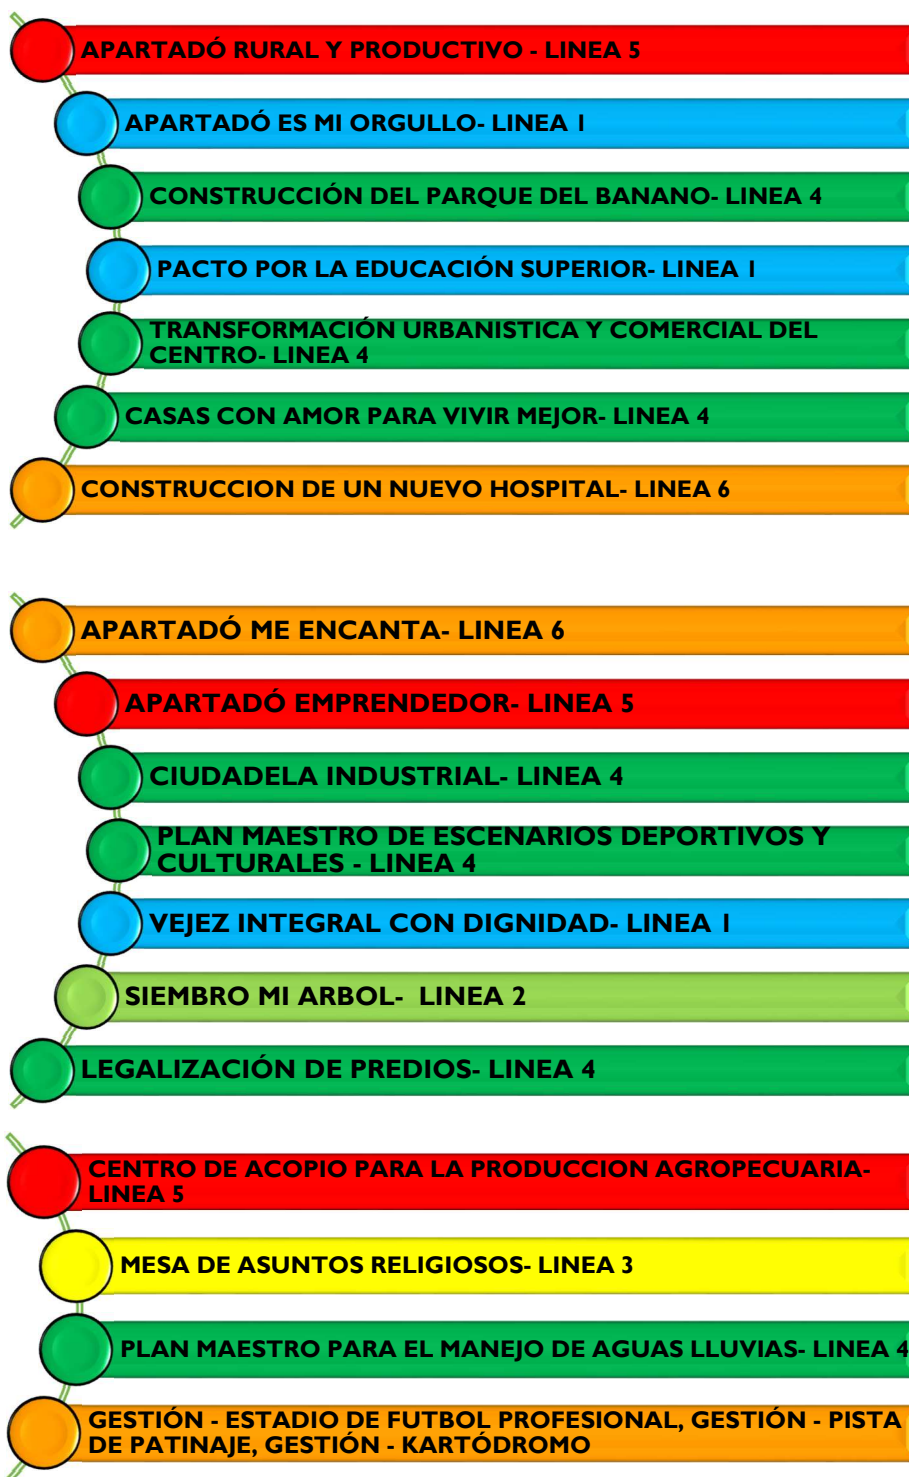 APARTADÓ RURAL Y PRODUCTIVO - LINEA 5
APARTADÓ ES MI ORGULLO- LINEA 1
CONSTRUCCIÓN DEL PARQUE DEL BANANO- LINEA 4
PACTO POR LA EDUCACIÓN SUPERIOR- LINEA 1
TRANSFORMACIÓN URBANISTICA Y COMERCIAL DEL
CENTRO- LINEA 4
CASAS CON AMOR PARA VIVIR MEJOR- LINEA 4
CONSTRUCCION DE UN NUEVO HOSPITAL- LINEA 6
APARTADÓ ME ENCANTA- LINEA 6
APARTADÓ EMPRENDEDOR- LINEA 5
CIUDADELA INDUSTRIAL- LINEA 4
PLAN MAESTRO DE ESCENARIOS DEPORTIVOS Y
CULTURALES - LINEA 4
VEJEZ INTEGRAL CON DIGNIDAD- LINEA 1
SIEMBRO MI ARBOL- LINEA 2
LEGALIZACIÓN DE PREDIOS- LINEA 4
CENTRO DE ACOPIO PARA LA PRODUCCION AGROPECUARIA-
LINEA 5
MESA DE ASUNTOS RELIGIOSOS- LINEA 3
PLAN MAESTRO PARA EL MANEJO DE AGUAS LLUVIAS- LINEA 4
GESTIÓN - ESTADIO DE FUTBOL PROFESIONAL, GESTIÓN - PISTA
DE PATINAJE, GESTIÓN - KARTÓDROMO